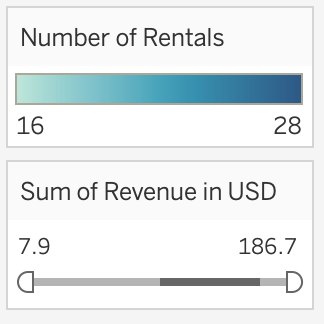 Number of Rentals
16 28
Sum of Revenue in USD
7.9 186.7